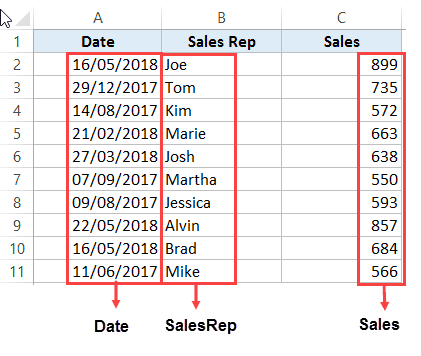 A B C
1 Date Sales Rep Sales
2 16/05/2018 Joe 899
3 29/12/2017 Tom 735
4 14/08/2017 Kim 572
5 21/02/2018 Marie 663
6 27/03/2018 Josh 638
7 07/09/2017 Martha 550
8 09/08/2017 Jessica 593
9 22/05/2018 Alvin 857
10 16/05/2018 Brad 684
11 11/06/2017 Mike 566
Date SalesRep Sales